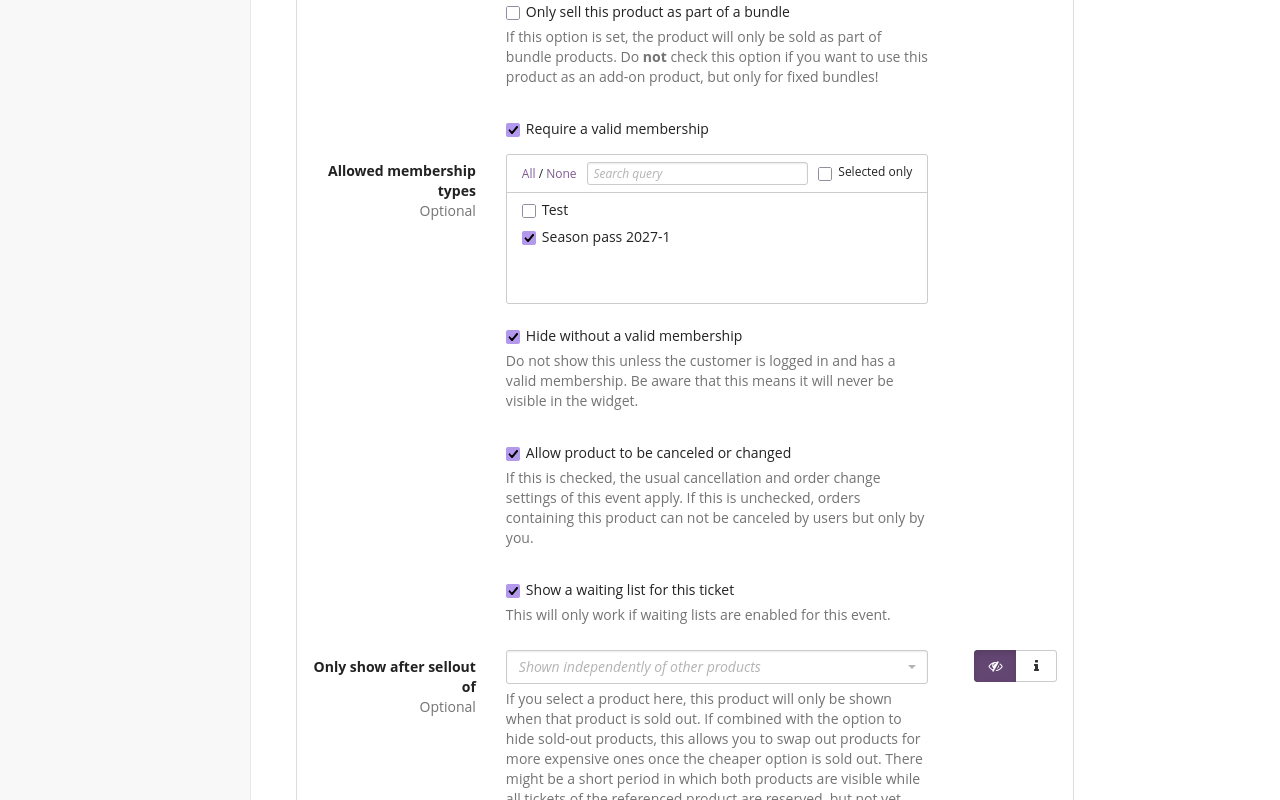 Only sell this product as part of a bundle
If this option is set, the product will only be sold as part of
bundle products. Do not check this option if you want to use this
product as an add-on product, but only for fixed bundles!
Require a valid membership
Allowed membership
types
Optional
All / None
Search query
Selected only
Test
Season pass 2027-1
Hide without a valid membership
Do not show this unless the customer is logged in and has a
valid membership. Be aware that this means it will never be
visible in the widget.
Allow product to be canceled or changed
If this is checked, the usual cancellation and order change
settings of this event apply. If this is unchecked, orders
containing this product can not be canceled by users but only by
you.
Show a waiting list for this ticket
This will only work if waiting lists are enabled for this event.
Only show after sellout
of
Optional
Shown independently of other products
If you select a product here, this product will only be shown
when that product is sold out. If combined with the option to
hide sold-out products, this allows you to swap out products for
more expensive ones once the cheaper option is sold out. There
might be a short period in which both products are visible while
all tickets of the referenced product are reserved, but not yet